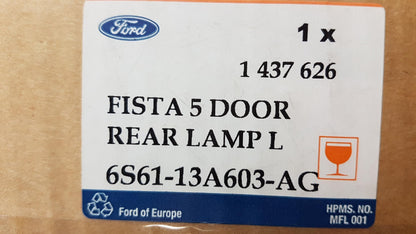 Ford
1 x
1 437 626
FISTA 5 DOOR
REAR LAMP L
6S61-13A603-AG
Ford of Europe
HPMS. NO.
MFL 001